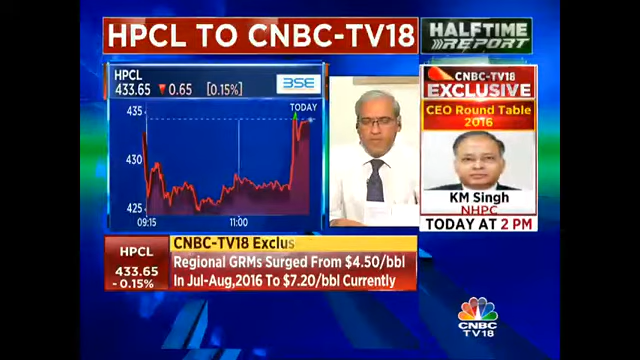 HPCL TO CNBC-TV18
HALFTIME
REPORT
HPCL
433.65 ▼ 0.65 [0.15%]
BSE
TODAY
435
430
425
09:15 11:00
CNBC-TV18
EXCLUSIVE
CEO Round Table
2016
KM Singh
NHPC
TODAY AT 2 PM
HPCL
433.65
- 0.15%
CNBC-TV18 Exclus
Regional GRMs Surged From $4.50/bbl
In Jul-Aug,2016 To $7.20/bbl Currently
CNBC
TV18